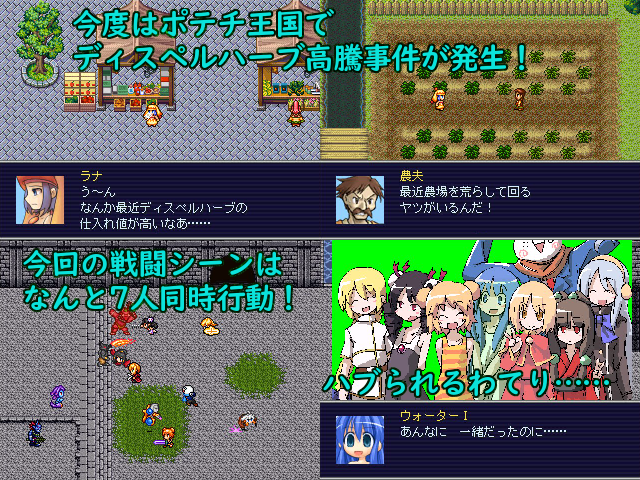 今度はポテチ王国で
ディスペルハーブ高騰事件が発生！
ラナ
う～ん
なんか最近ディスペルハーブの
仕入れ値が高いなあ……
農夫
最近農場を荒らして回る
ヤツがいるんだ！
今回の戦闘シーンは
なんと7人同時行動！
ハブられるわてり……
ウォーターⅠ
あんなに　一緒だったのに……